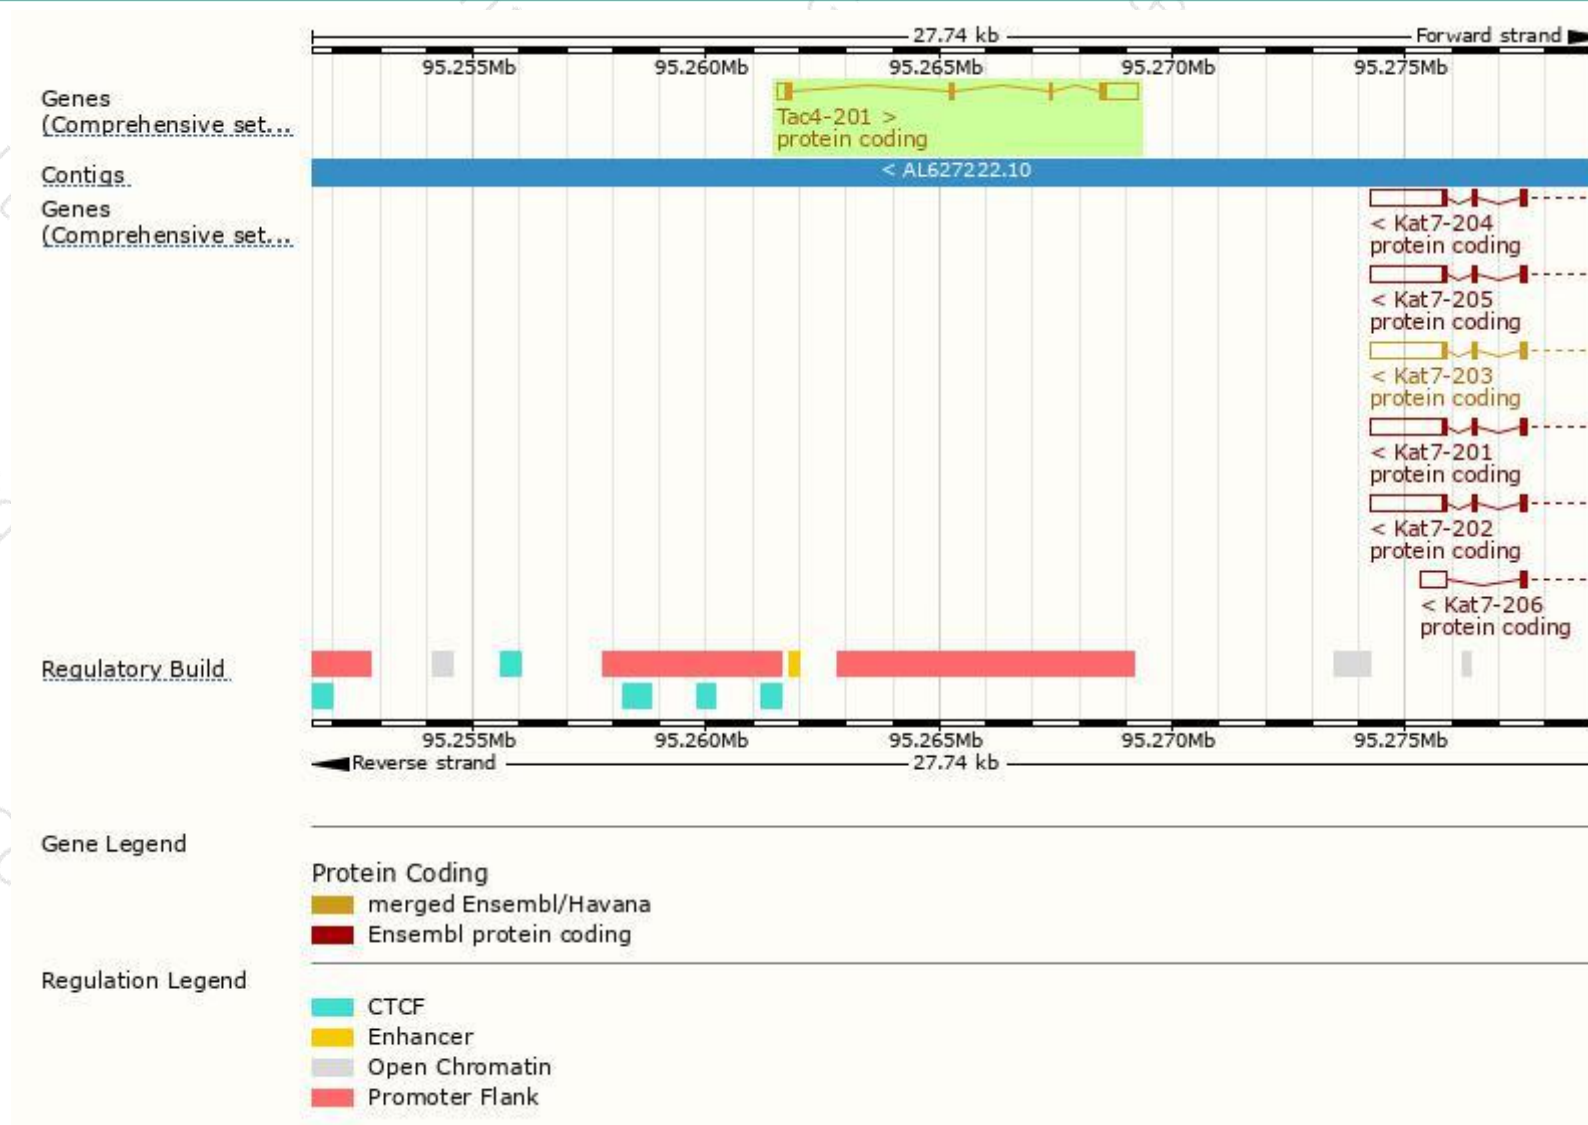 27.74 kb
Forward strand
95.255Mb 95.260Mb 95.265Mb 95.270Mb 95.275Mb
Genes
(Comprehensive set...
Tac4-201 >
protein coding
Contigs
< AL627222.10
Genes
(Comprehensive set...
< Kat7-204
protein coding
< Kat7-205
protein coding
< Kat7-203
protein coding
< Kat7-201
protein coding
< Kat7-202
protein coding
< Kat7-206
protein coding
Regulatory Build
95.255Mb 95.260Mb 95.265Mb 95.270Mb 95.275Mb
Reverse strand
27.74 kb
Gene Legend
Protein Coding
merged Ensembl/Havana
Ensembl protein coding
Regulation Legend
CTCF
Enhancer
Open Chromatin
Promoter Flank